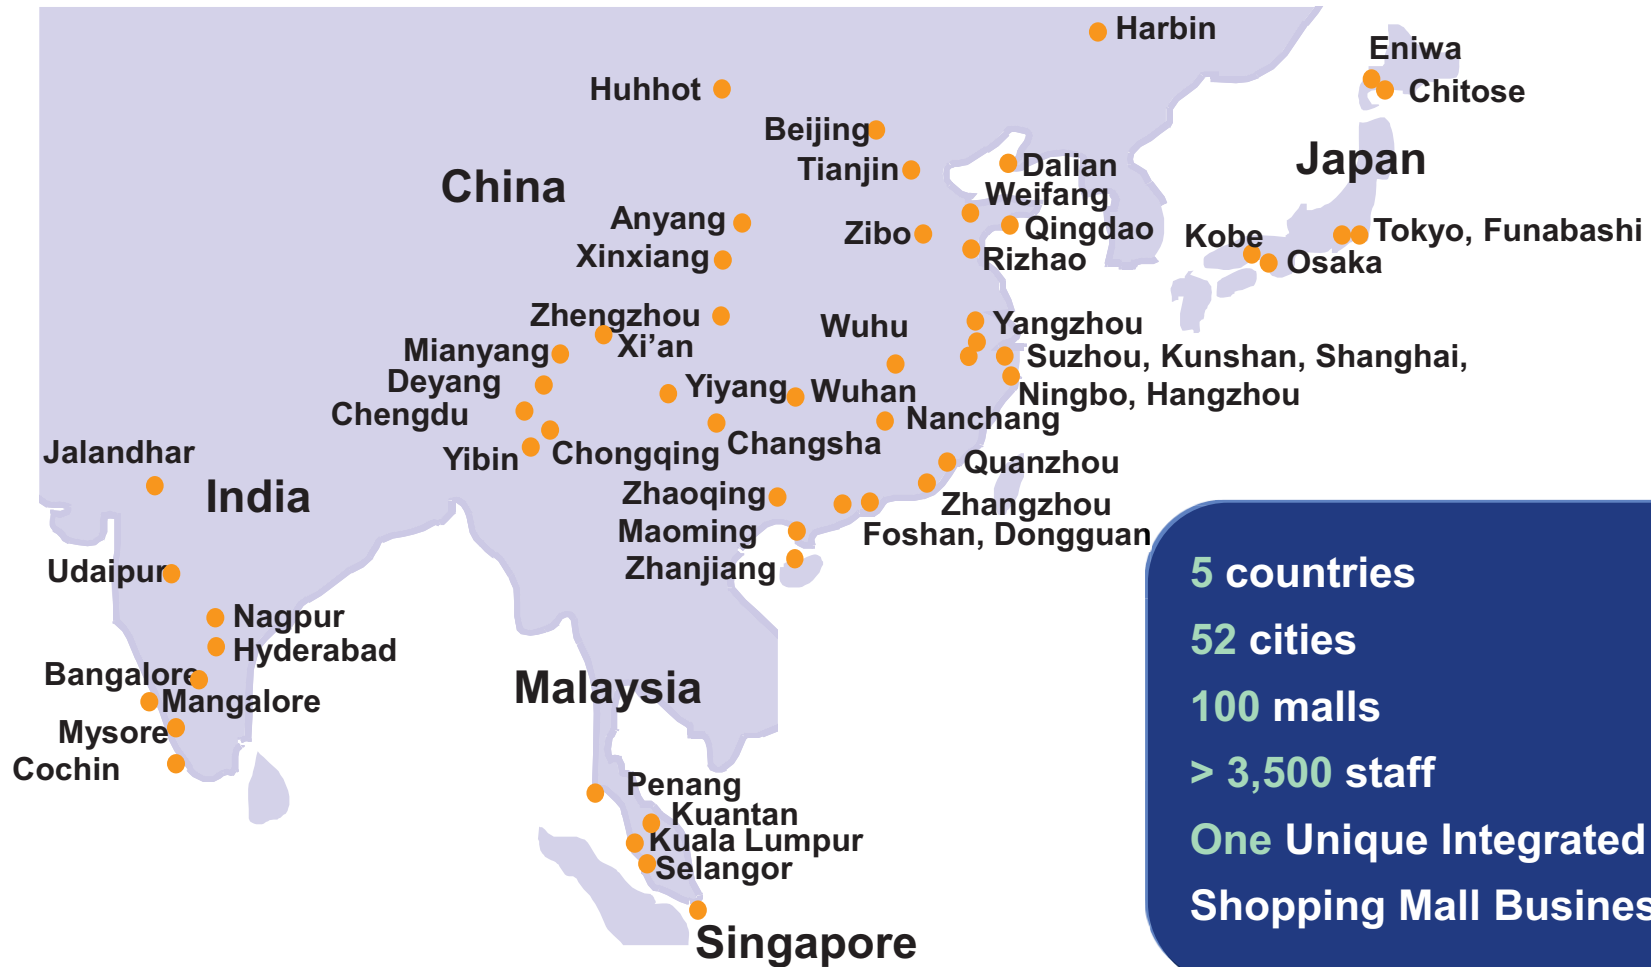 Harbin
Eniwa
Huhhot
Chitose
Beijing
Tianjin
Dalian
Japan
China
Weifang
Anyang
Zibo
Qingdao
Kobe
Tokyo, Funabashi
Xinxiang
Rizhao
Osaka
Zhengzhou
Wuhu
Yangzhou
Xi’an
Mianyang
Suzhou, Kunshan, Shanghai,
Ningbo, Hangzhou
Deyang
Yiyang
Wuhan
Chengdu
Nanchang
Changsha
Jalandhar
Yibin
Chongqing
Quanzhou
India
Zhaoqing
Zhangzhou
Maoming
Foshan, Dongguan
Zhanjiang
Udaipur
Nagpur
Hyderabad
Bangalore
Mangalore
Malaysia
Mysore
Cochin
Penang
Kuantan
Kuala Lumpur
Selangor
Singapore
5 countries
52 cities
100 malls
> 3,500 staff
One Unique Integrated
Shopping Mall Busines